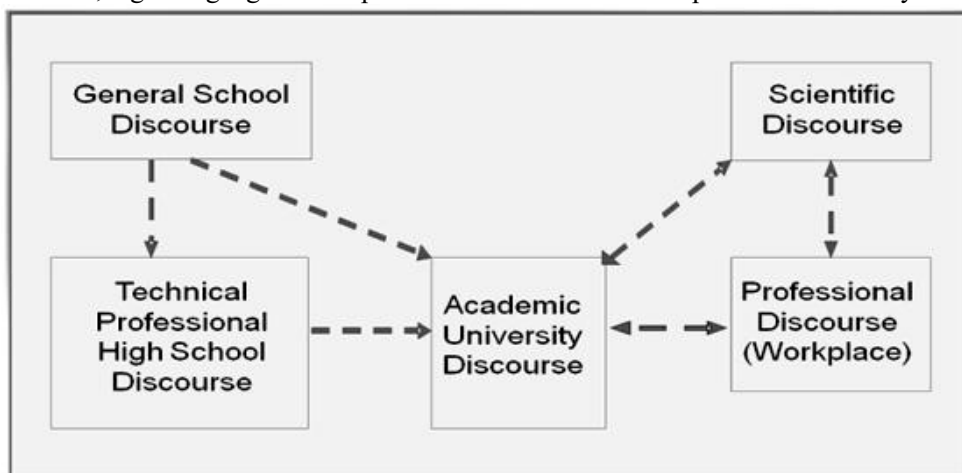 General School
Discourse
Scientific
Discourse
Technical
Professional
High School
Discourse
Academic
University
Discourse
Professional
Discourse
(Workplace)